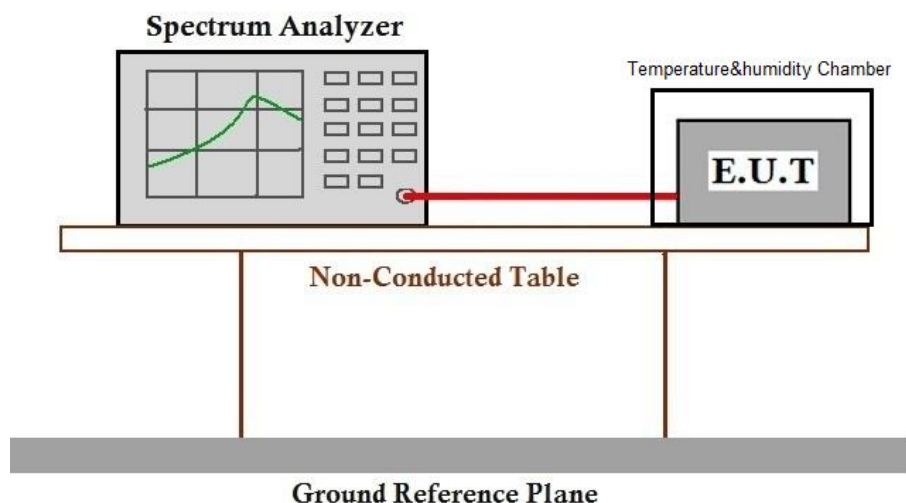 Spectrum Analyzer
Temperature&humidity Chamber
E.U.T
Non-Conducted Table
Ground Reference Plane